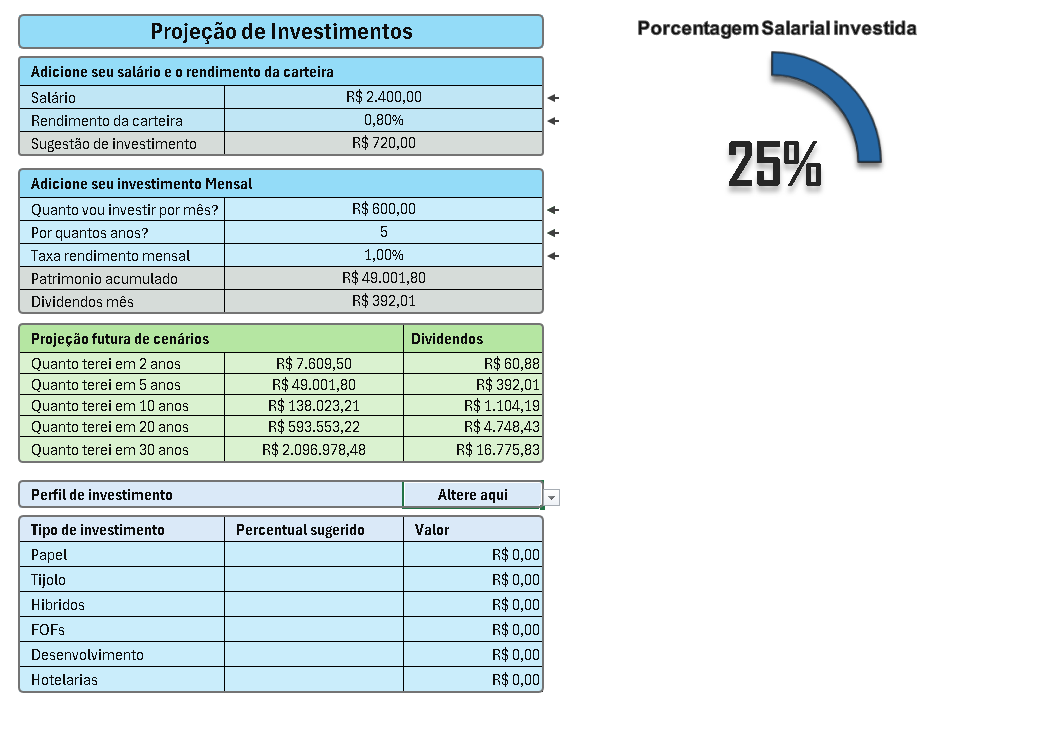 Projeção de Investimentos
Porcentagem Salarial investida
25%
Adicione seu salário e o rendimento da carteira
Salário R$ 2.400,00
Rendimento da carteira 0,80%
Sugestão de investimento R$ 720,00
Adicione seu investimento Mensal
Quanto vou investir por mês? R$ 600,00
Por quantos anos? 5
Taxa rendimento mensal 1,00%
Patrimonio acumulado R$ 49.001,80
Dividendos mês R$ 392,01
Projeção futura de cenários Dividendos
Quanto terei em 2 anos R$ 7.609,50 R$ 60,88
Quanto terei em 5 anos R$ 49.001,80 R$ 392,01
Quanto terei em 10 anos R$ 138.023,21 R$ 1.104,19
Quanto terei em 20 anos R$ 593.553,22 R$ 4.748,43
Quanto terei em 30 anos R$ 2.096.978,48 R$ 16.775,83
Perfil de investimento Altere aqui
Tipo de investimento Percentual sugerido Valor
Papel R$ 0,00
Tijolo R$ 0,00
Hibridos R$ 0,00
FOFs R$ 0,00
Desenvolvimento R$ 0,00
Hotelarias R$ 0,00